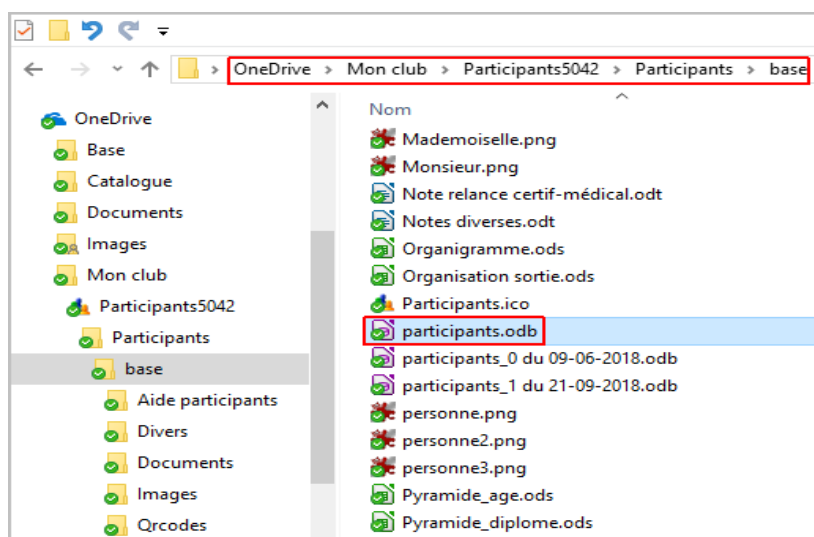 OneDrive > Mon club > Participants5042 > Participants > base
OneDrive
Base
Catalogue
Documents
Images
Mon club
Participants5042
Participants
base
Aide participants
Divers
Documents
Images
Qrcodes
Nom
Mademoiselle.png
Monsieur.png
Note relance certif-médical.odt
Notes diverses.odt
Organigramme.ods
Organisation sortie.ods
Participants.ico
participants.odb
participants_0 du 09-06-2018.odb
participants_1 du 21-09-2018.odb
personne.png
personne2.png
personne3.png
Pyramide_age.ods
Pyramide_diplome.ods